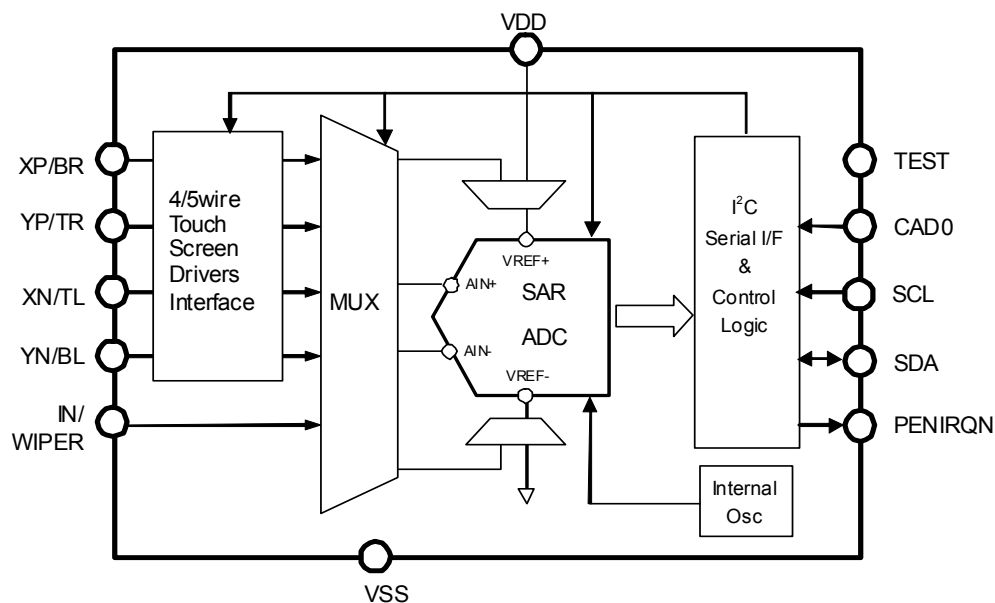 VDD
XP/BR
YP/TR
XN/TL
YN/BL
IN/
WIPER
4/5wire
Touch
Screen
Drivers
Interface
MUX
VREF+
AIN+
SAR
ADC
AIN-
VREF-
I²C
Serial I/F
&
Control
Logic
Internal
Osc
TEST
CAD0
SCL
SDA
PENIRQN
VSS